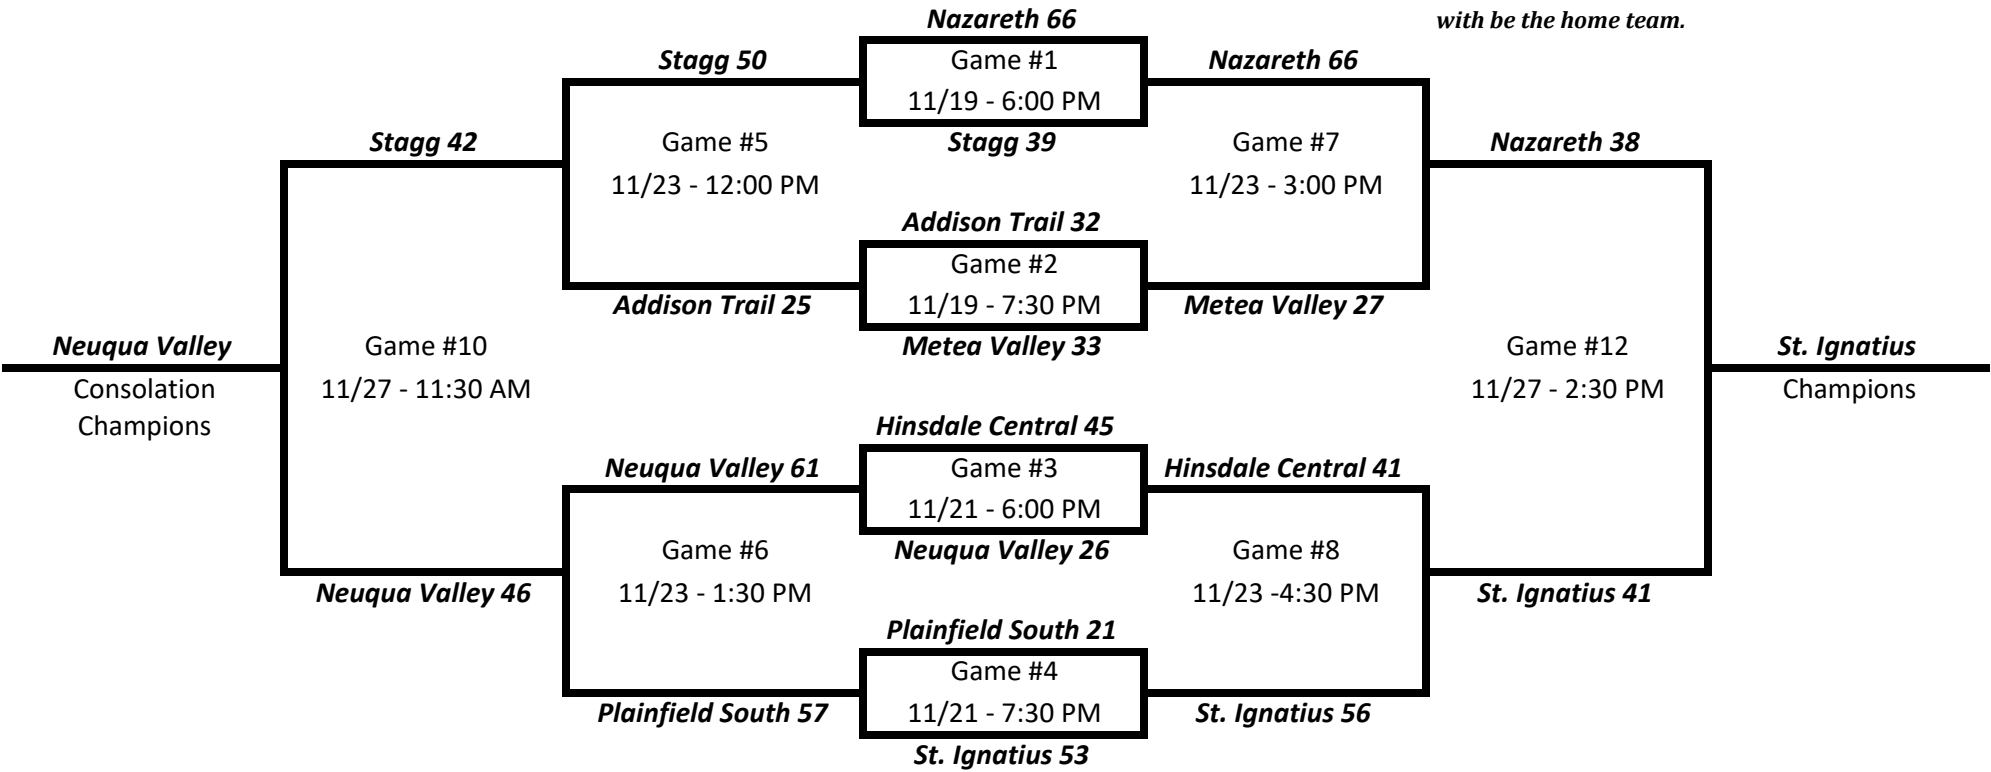 Nazareth 66
with be the home team.
Stagg 50
Game #1
Nazareth 66
11/19 - 6:00 PM
Stagg 42
Game #5
Stagg 39
Game #7
Nazareth 38
11/23 - 12:00 PM
11/23 - 3:00 PM
Addison Trail 32
Game #2
Addison Trail 25
11/19 - 7:30 PM
Metea Valley 27
Neuqua Valley
Game #10
Metea Valley 33
Game #12
St. Ignatius
Consolation
11/27 - 11:30 AM
11/27 - 2:30 PM
Champions
Champions
Hinsdale Central 45
Neuqua Valley 61
Game #3
Hinsdale Central 41
11/21 - 6:00 PM
Game #6
Neuqua Valley 26
Game #8
Neuqua Valley 46
11/23 - 1:30 PM
11/23 -4:30 PM
St. Ignatius 41
Plainfield South 21
Game #4
Plainfield South 57
11/21 - 7:30 PM
St. Ignatius 56
St. Ignatius 53